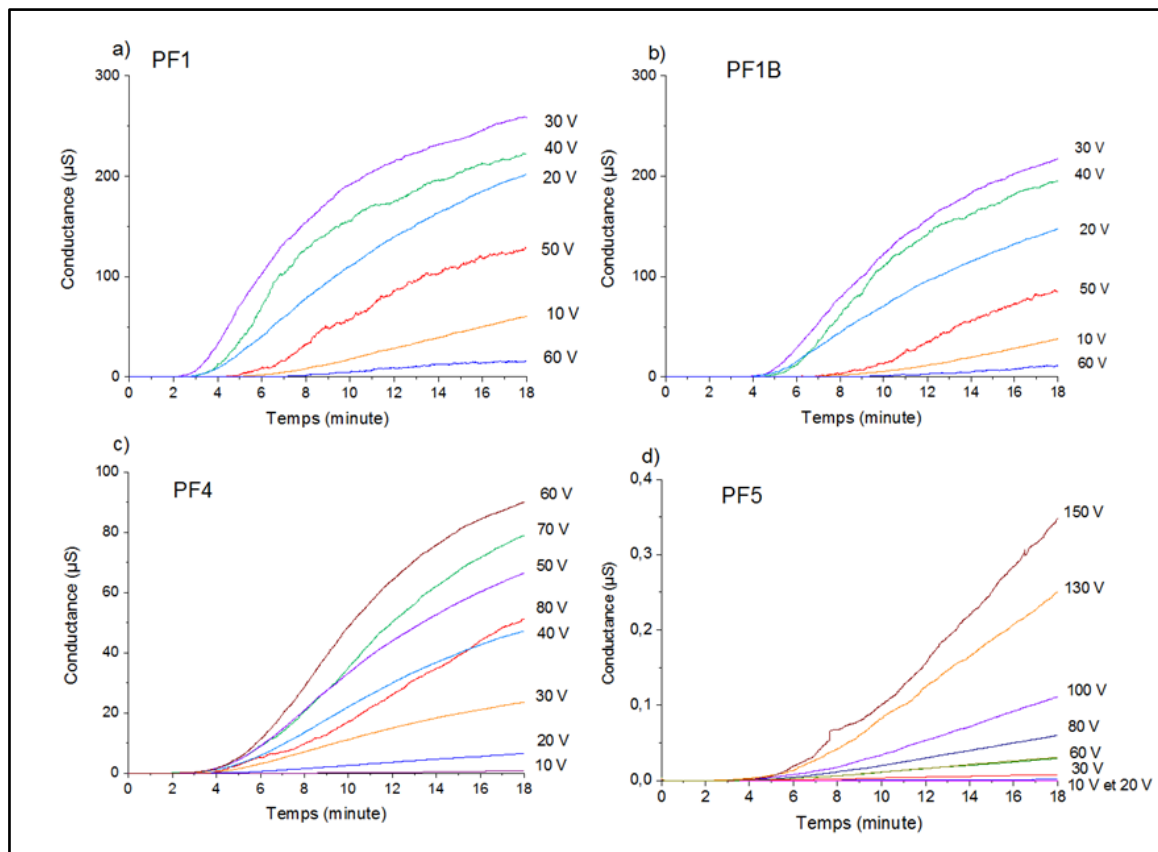 a)
PF1
300
200
100
0
Conductance (µS)
0 2 4 6 8 10 12 14 16 18
Temps (minute)
30 V
40 V
20 V
50 V
10 V
60 V
b)
PF1B
300
200
100
0
Conductance (µS)
0 2 4 6 8 10 12 14 16 18
Temps (minute)
30 V
40 V
20 V
50 V
10 V
60 V
c)
PF4
100
80
60
40
20
0
Conductance (µS)
0 2 4 6 8 10 12 14 16 18
Temps (minute)
60 V
70 V
50 V
80 V
40 V
30 V
20 V
10 V
d)
PF5
0,4
0,3
0,2
0,1
0,0
Conductance (µS)
0 2 4 6 8 10 12 14 16 18
Temps (minute)
150 V
130 V
100 V
80 V
60 V
30 V
10 V et 20 V